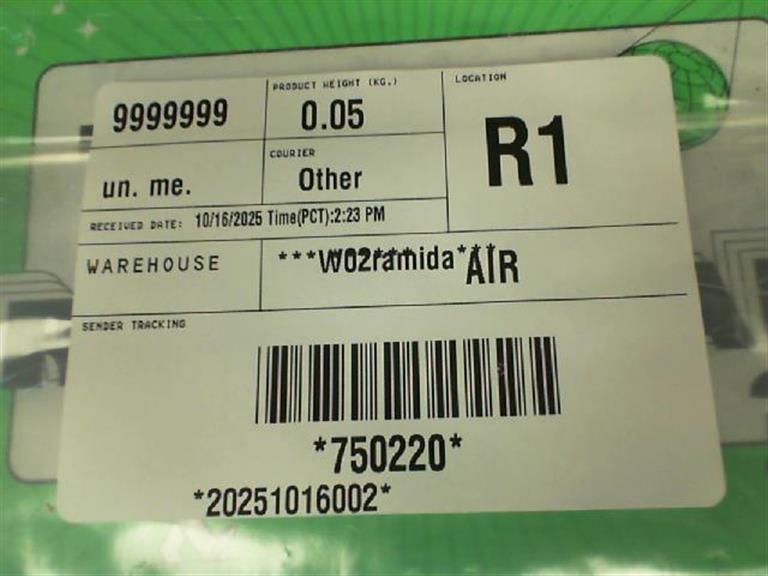 9999999
PRODUCT WEIGHT (KG.)
0.05
LOCATION
R1
un. me.
COURIER
Other
RECEIVED DATE: 10/16/2025 Time(PCT):2:23 PM
WAREHOUSE
***W02ramida*** AIR
SENDER TRACKING
*750220*
*20251016002*